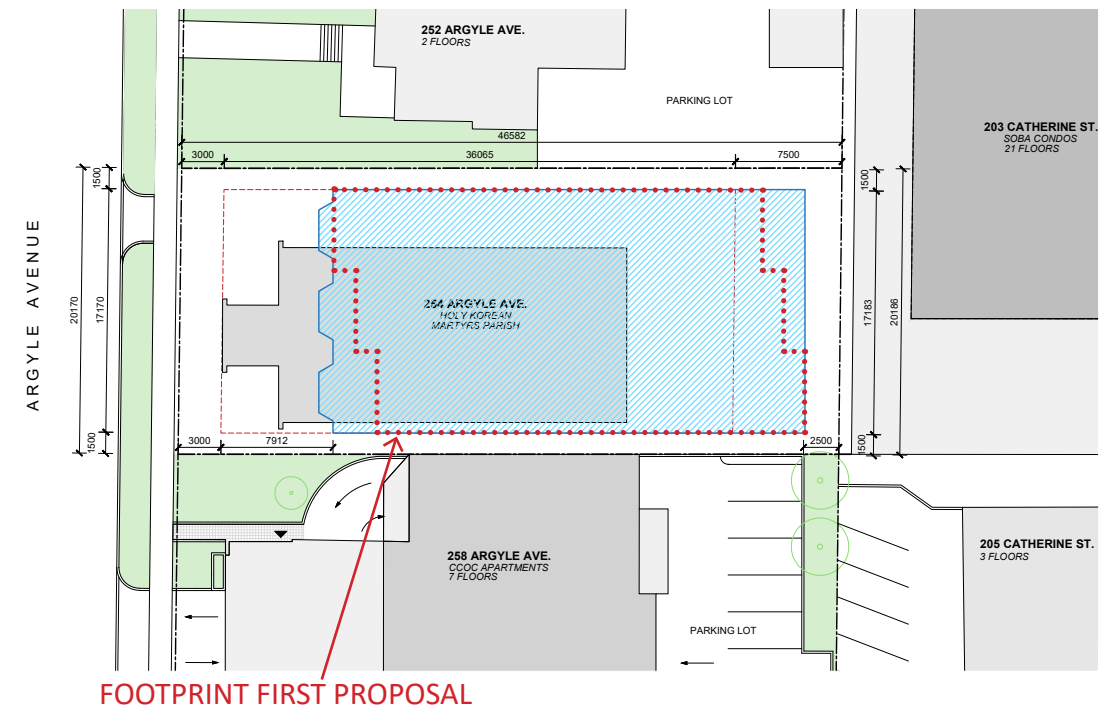 252 ARGYLE AVE.
2 FLOORS
PARKING LOT
203 CATHERINE ST.
SOBA CONDOS
21 FLOORS
46582
3000
36065
7500
1500
1500
ARGYLE AVENUE
20170
17170
264 ARGYLE AVE.
HOLY KOREAN
MARTYRS PARISH
17183
20186
3000
7912
2500
1500
1500
258 ARGYLE AVE.
CCOC APARTMENTS
7 FLOORS
205 CATHERINE ST.
3 FLOORS
PARKING LOT
FOOTPRINT FIRST PROPOSAL